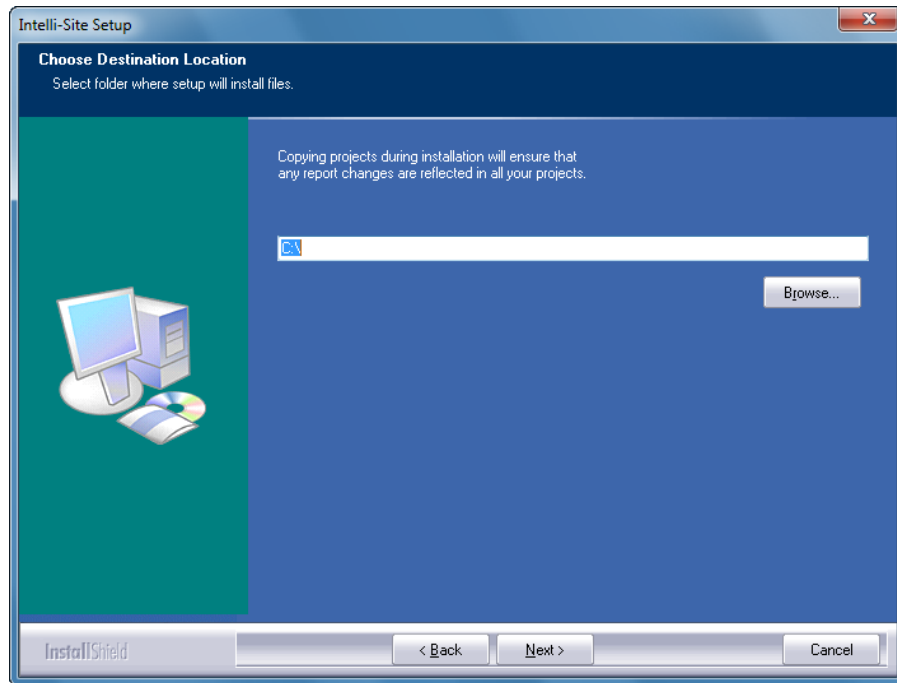 Intelli-Site Setup
Choose Destination Location
Select folder where setup will install files.
Copying projects during installation will ensure that
any report changes are reflected in all your projects.
C:\
Browse...
InstallShield
< Back
Next >
Cancel